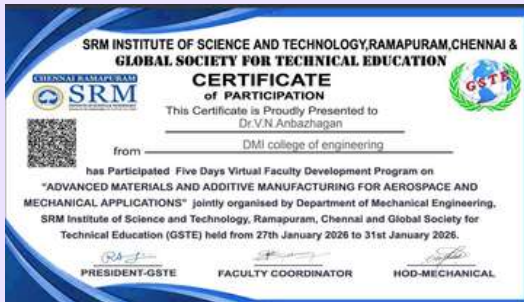 SRM INSTITUTE OF SCIENCE AND TECHNOLOGY,RAMAPURAM,CHENNAI &
GLOBAL SOCIETY FOR TECHNICAL EDUCATION
CHENNAI RAMAPURAM
SRM
CERTIFICATE
of PARTICIPATION
GSTE
This Certificate is Proudly Presented to
Dr.V.N.Anbazhagan
from DMI college of engineering
has Participated Five Days Virtual Faculty Development Program on
"ADVANCED MATERIALS AND ADDITIVE MANUFACTURING FOR AEROSPACE AND
MECHANICAL APPLICATIONS" jointly organised by Department of Mechanical Engineering,
SRM Institute of Science and Technology, Ramapuram, Chennai and Global Society for
Technical Education (GSTE) held from 27th January 2026 to 31st January 2026.
PRESIDENT-GSTE FACULTY COORDINATOR HOD-MECHANICAL